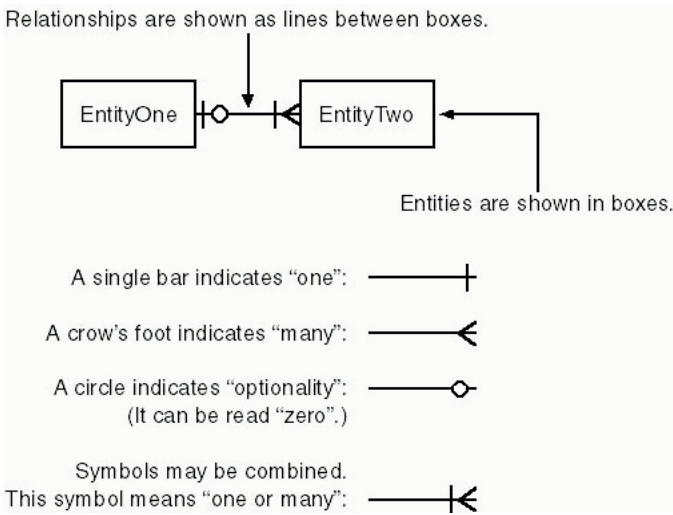 Relationships are shown as lines between boxes.
EntityOne
EntityTwo
Entities are shown in boxes.
A single bar indicates “one”:
A crow's foot indicates “many”:
A circle indicates “optionality”:
(It can be read “zero”.)
Symbols may be combined.
This symbol means “one or many”: